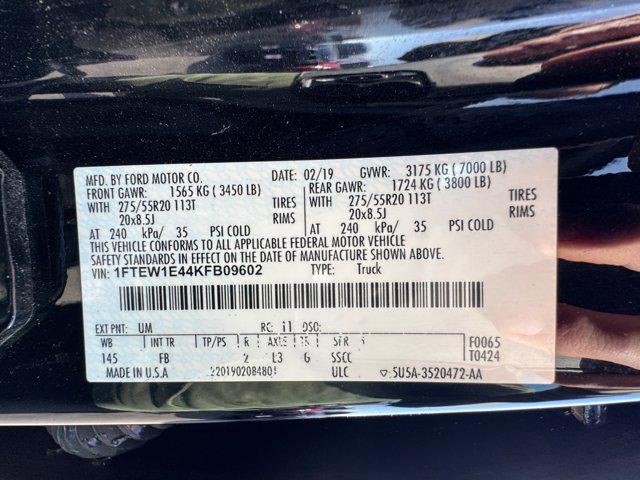 MFD. BY FORD MOTOR CO. DATE: 02/19 GVWR: 3175 KG ( 7000 LB)
FRONT GAWR: 1565 KG ( 3450 LB) REAR GAWR: 1724 KG ( 3800 LB)
WITH 275/55R20 113T TIRES WITH 275/55R20 113T TIRES
20x8.5J RIMS 20x8.5J RIMS
AT 240 kPa/ 35 PSI COLD AT 240 kPa/ 35 PSI COLD
THIS VEHICLE CONFORMS TO ALL APPLICABLE FEDERAL MOTOR VEHICLE
SAFETY STANDARDS IN EFFECT ON THE DATE OF MANUFACTURE SHOWN ABOVE.
VIN: 1FTEW1E44KFB09602 TYPE: Truck
EXT PNT: UM RC: 11 DSO:
WB INT TR TP/PS R AXLE TR SPR F0065
145 FB 2 L3 G SSCC T0424
MADE IN U.S.A ULC ▽5U5A-3520472-AA